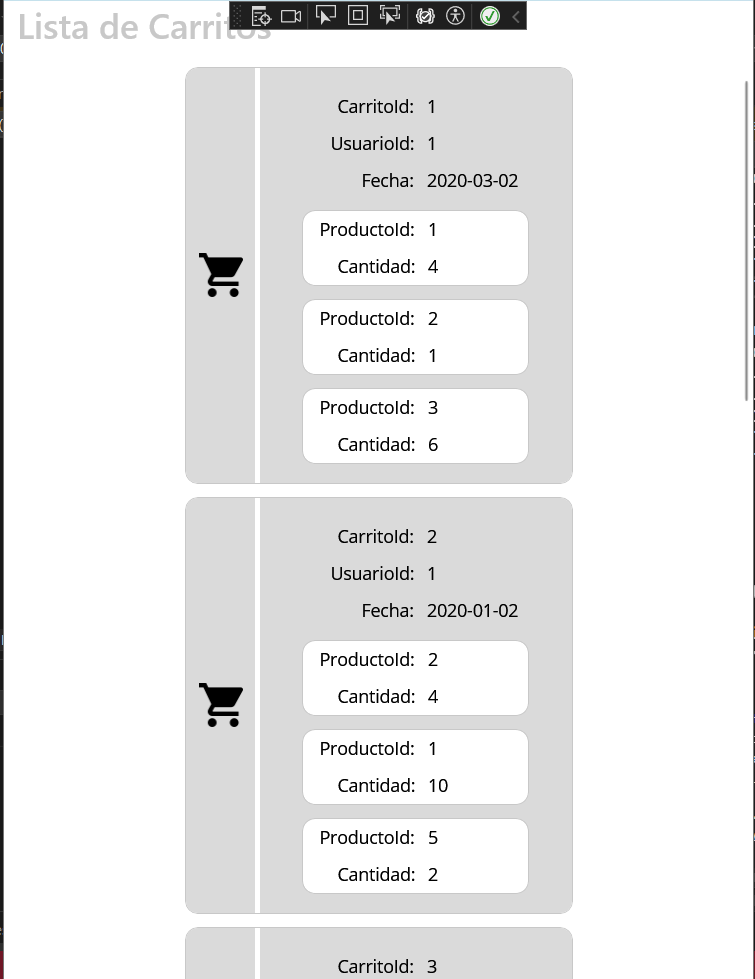 Lista de Carritos
CarritoId: 1
UsuarioId: 1
Fecha: 2020-03-02
ProductoId: 1
Cantidad: 4
ProductoId: 2
Cantidad: 1
ProductoId: 3
Cantidad: 6
CarritoId: 2
UsuarioId: 1
Fecha: 2020-01-02
ProductoId: 2
Cantidad: 4
ProductoId: 1
Cantidad: 10
ProductoId: 5
Cantidad: 2
CarritoId: 3